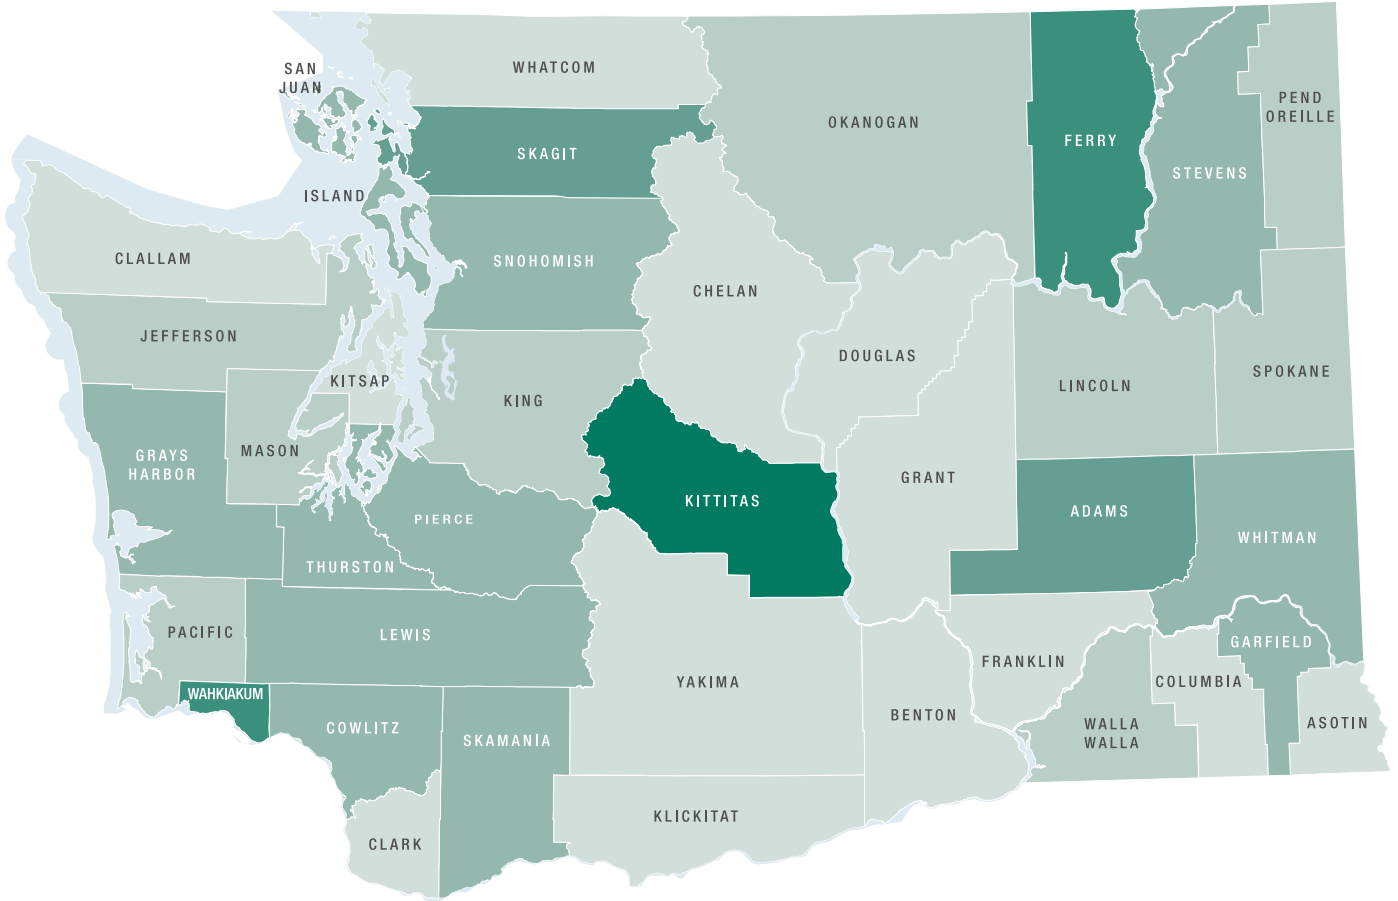 WHATCOM
SAN
JUAN
PEND
OREILLE
OKANOGAN
FERRY
SKAGIT
STEVENS
ISLAND
CLALLAM
SNOHOMISH
CHELAN
JEFFERSON
DOUGLAS
KITSAP
SPOKANE
LINCOLN
KING
MASON
GRAYS
HARBOR
GRANT
KITTITAS
ADAMS
PIERCE
WHITMAN
THURSTON
PACIFIC
LEWIS
GARFIELD
FRANKLIN
YAKIMA
COLUMBIA
WAHKIAKUM
BENTON
ASOTIN
COWLITZ
WALLA
WALLA
SKAMANIA
KLICKITAT
CLARK